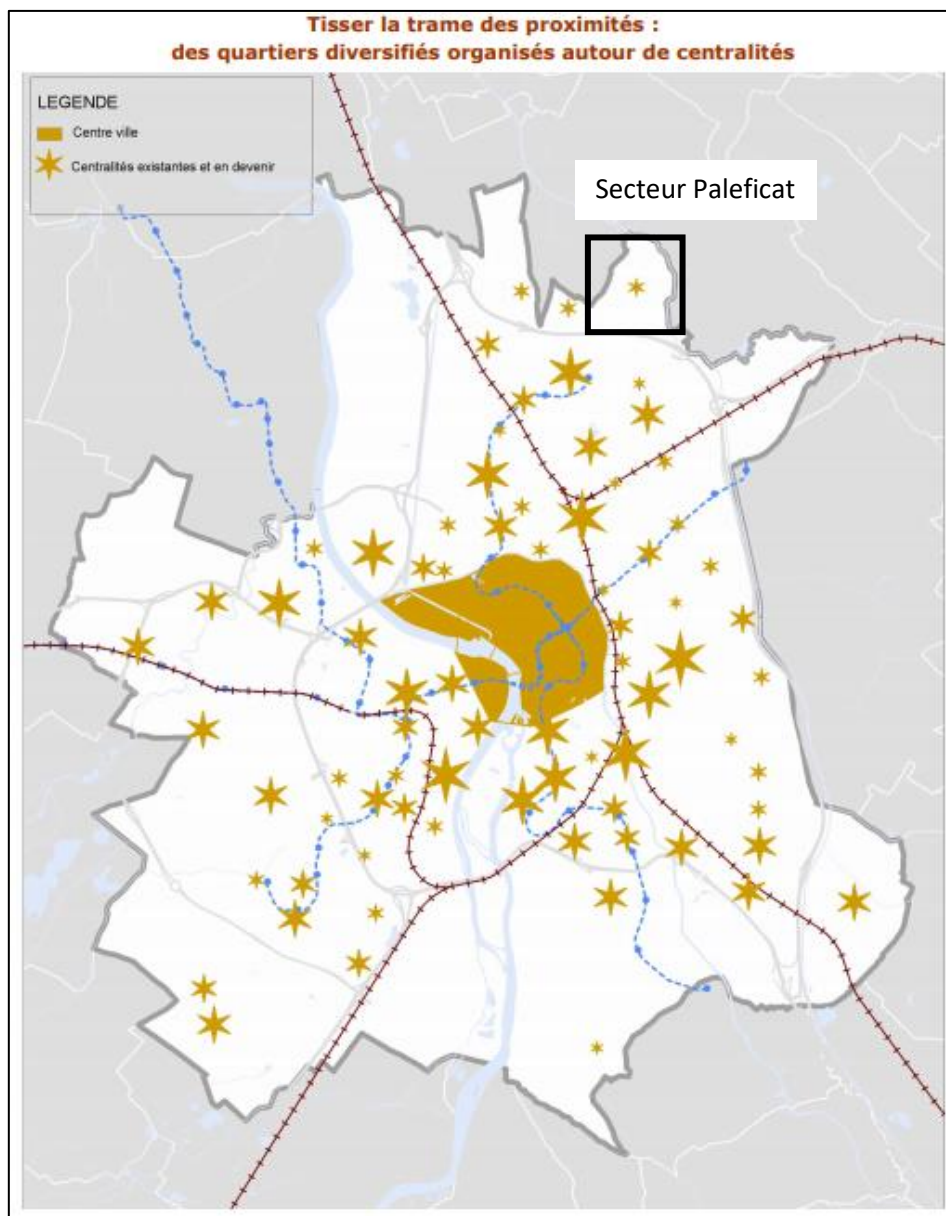 Tisser la trame des proximités :
des quartiers diversifiés organisés autour de centralités
LEGENDE
Centre ville
Centralités existantes et en devenir
Secteur Paleficat